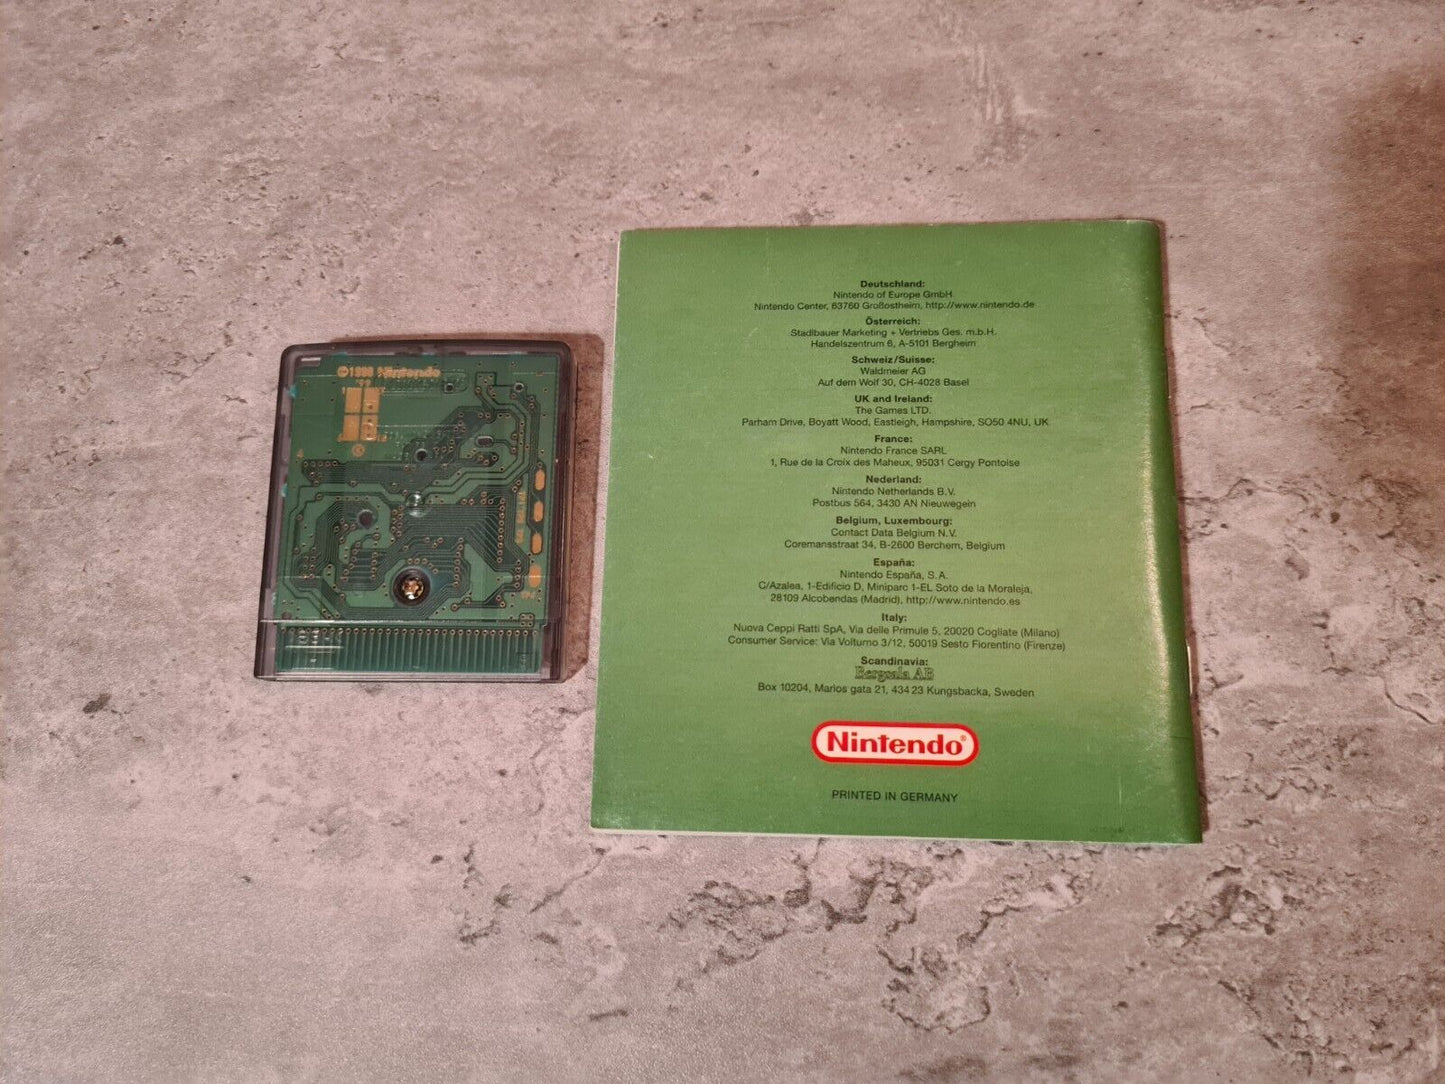 ©1998 Nintendo
'99
Deutschland:
Nintendo of Europe GmbH
Nintendo Center, 63760 Großostheim, http://www.nintendo.de
Österreich:
Stadlbauer Marketing + Vertriebs Ges. m.b.H.
Handelszentrum 6, A-5101 Bergheim
Schweiz/Suisse:
Waldmeier AG
Auf dem Wolf 30, CH-4028 Basel
UK and Ireland:
The Games LTD.
Parham Drive, Boyatt Wood, Eastleigh, Hampshire, SO50 4NU, UK
France:
Nintendo France SARL
1, Rue de la Croix des Maheux, 95031 Cergy Pontoise
Nederland:
Nintendo Netherlands B.V.
Postbus 564, 3430 AN Nieuwegein
Belgium, Luxembourg:
Contact Data Belgium N.V.
Coremansstraat 34, B-2600 Berchem, Belgium
España:
Nintendo España, S.A.
C/Azalea, 1-Edificio D, Miniparc 1-EL Soto de la Moraleja,
28109 Alcobendas (Madrid), http://www.nintendo.es
Italy:
Nuova Ceppi Ratti SpA, Via delle Primule 5, 20020 Cogliate (Milano)
Consumer Service: Via Volturno 3/12, 50019 Sesto Fiorentino (Firenze)
Scandinavia:
Bergsala AB
Box 10204, Marios gata 21, 434 23 Kungsbacka, Sweden
Nintendo®
PRINTED IN GERMANY